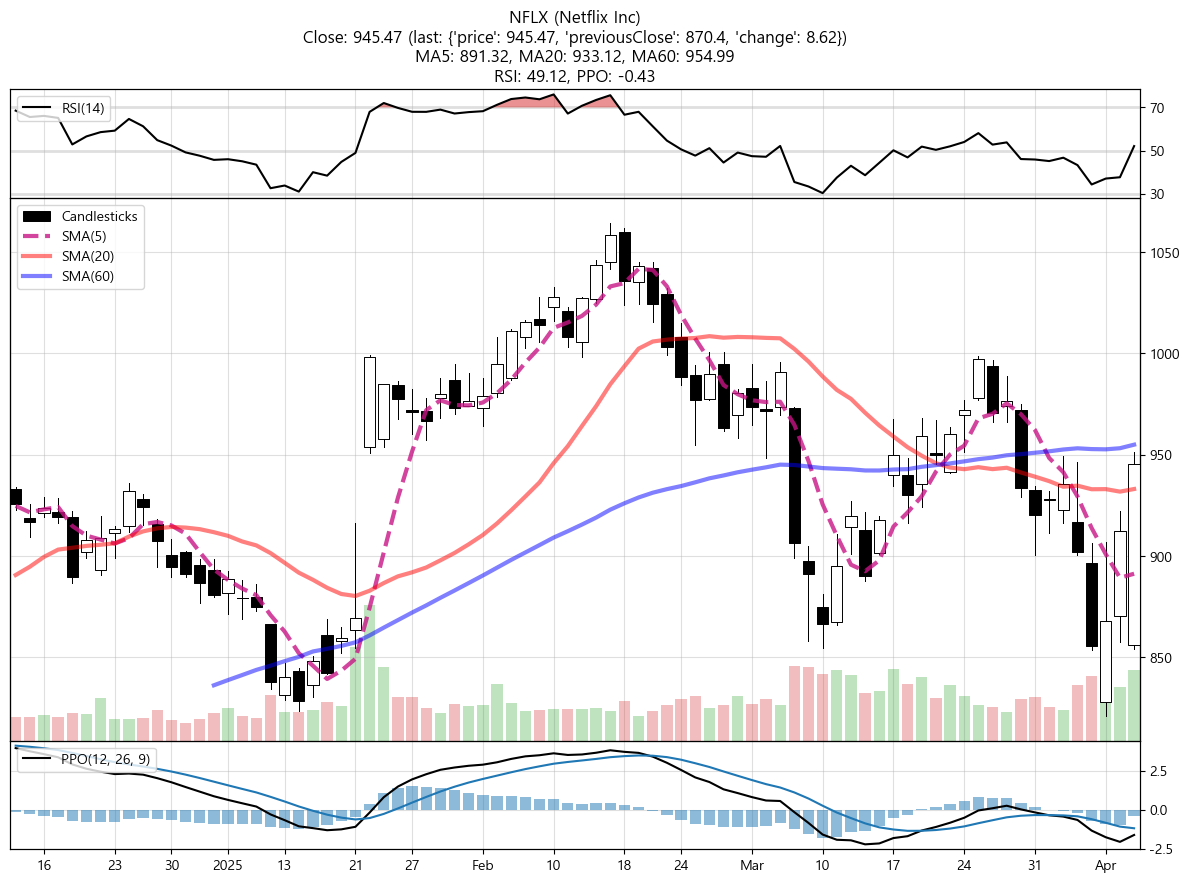 NFLX (Netflix Inc)
Close: 945.47 (last: {'price': 945.47, 'previousClose': 870.4, 'change': 8.62})
MA5: 891.32, MA20: 933.12, MA60: 954.99
RSI: 49.12, PPO: -0.43
RSI(14)
70
50
30
Candlesticks
SMA(5)
SMA(20)
SMA(60)
1050
1000
950
900
850
PPO(12, 26, 9)
2.5
0.0
-2.5
16 23 30 2025 13 21 27 Feb 10 18 24 Mar 10 17 24 31 Apr